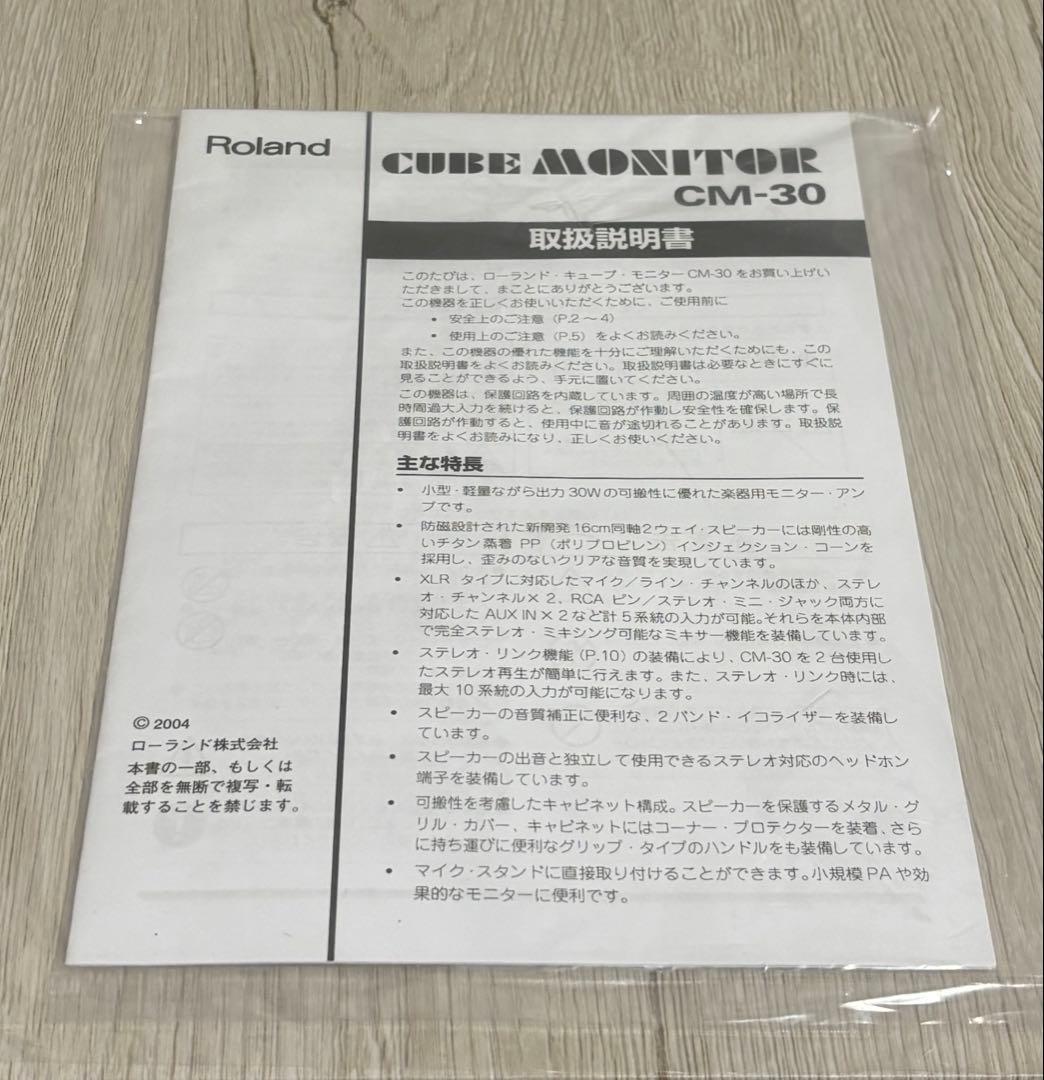 Roland
CUBE MONITOR
CM-30
取扱説明書
このたびは、ローランド・キューブ・モニター CM-30 をお買い上げい
ただきまして、まことにありがとうございます。
この機器を正しくお使いいただくために、ご使用前に
• 安全上のご注意（P.2～4）
• 使用上のご注意（P.5）をよくお読みください。
また、この機器の優れた機能を十分にご理解いただくためにも、この
取扱説明書をよくお読みください。取扱説明書は必要なときにすぐに
見ることができるよう、手元に置いてください。
この機器は、保護回路を内蔵しています。周囲の温度が高い場所で長
時間過大入力を続けると、保護回路が作動し安全性を確保します。保
護回路が作動すると、使用中に音が途切れることがあります。取扱説
明書をよくお読みになり、正しくお使いください。
主な特長
• 小型・軽量ながら出力 30W の可搬性に優れた楽器用モニター・アン
プです。
• 防磁設計された新開発 16cm 同軸 2 ウェイ・スピーカーには剛性の高
いチタン蒸着 PP（ポリプロピレン）インジェクション・コーンを
採用し、歪みのないクリアな音質を実現しています。
• XLR タイプに対応したマイク／ライン・チャンネルのほか、ステレ
オ・チャンネル× 2、RCA ピン／ステレオ・ミニ・ジャック両方に
対応した AUX IN × 2 など計 5 系統の入力が可能。それらを本体内部
で完全ステレオ・ミキシング可能なミキサー機能を装備しています。
• ステレオ・リンク機能（P.10）の装備により、CM-30 を 2 台使用し
たステレオ再生が簡単に行えます。また、ステレオ・リンク時には、
最大 10 系統の入力が可能になります。
• スピーカーの音質補正に便利な、2 バンド・イコライザーを装備し
ています。
• スピーカーの出音と独立して使用できるステレオ対応のヘッドホン
端子を装備しています。
• 可搬性を考慮したキャビネット構成。スピーカーを保護するメタル・グ
リル・カバー、キャビネットにはコーナー・プロテクターを装着、さら
に持ち運びに便利なグリップ・タイプのハンドルをも装備しています。
• マイク・スタンドに直接取り付けることができます。小規模 PA や効
果的なモニターに便利です。
© 2004
ローランド株式会社
本書の一部、もしくは
全部を無断で複写・転
載することを禁じます。